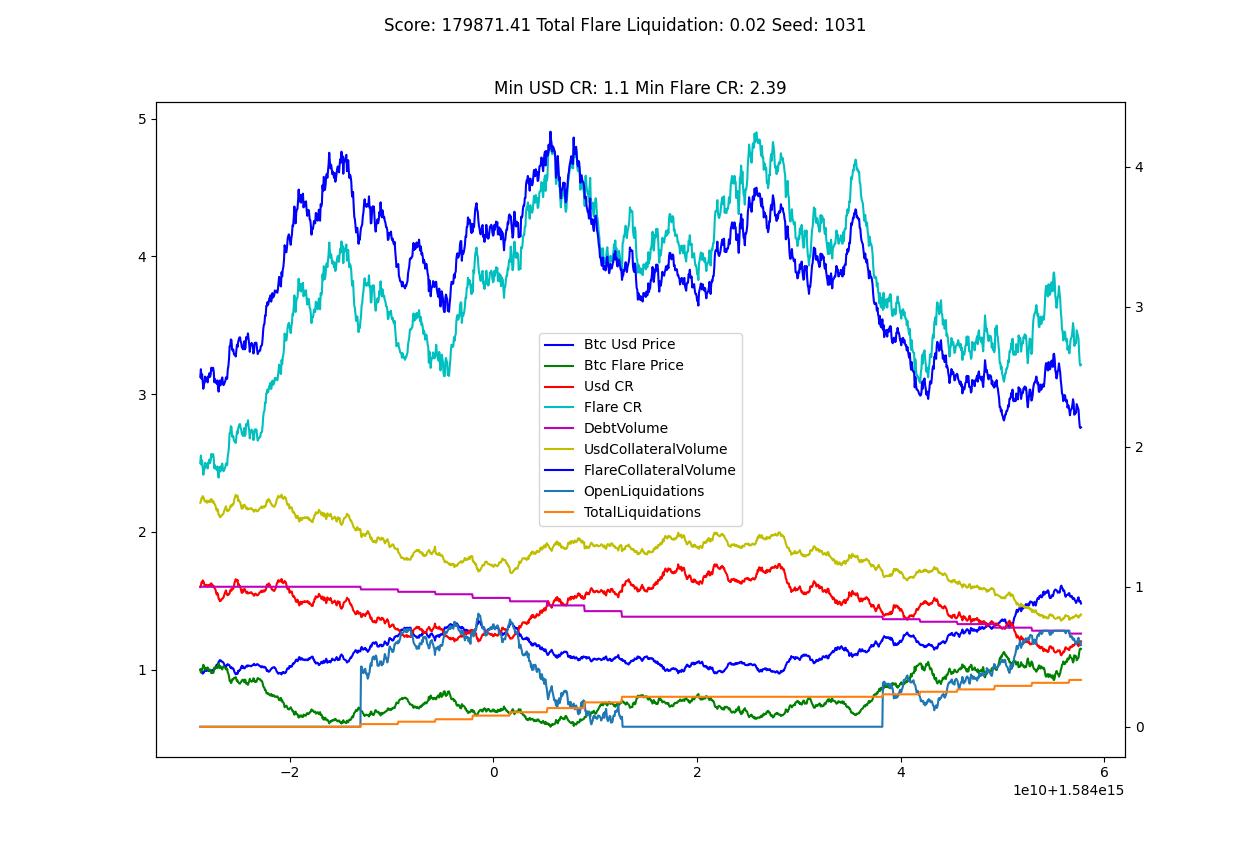 Score: 179871.41 Total Flare Liquidation: 0.02 Seed: 1031
Min USD CR: 1.1 Min Flare CR: 2.39
5
4
3
2
1
4
3
2
1
0
Btc Usd Price
Btc Flare Price
Usd CR
Flare CR
DebtVolume
UsdCollateralVolume
FlareCollateralVolume
OpenLiquidations
TotalLiquidations
−2 0 2 4 6
1e10+1.584e15